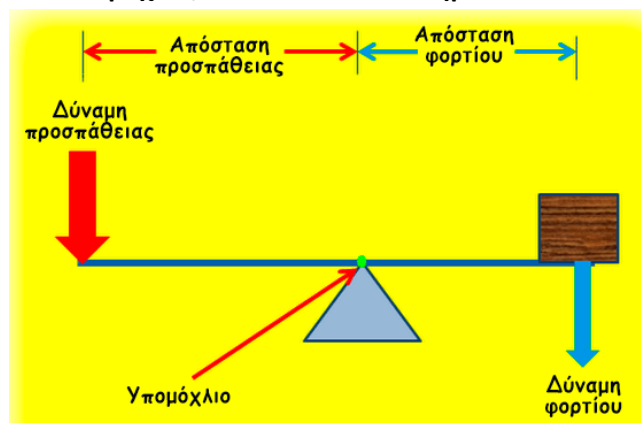 Απόσταση
προσπάθειας
Απόσταση
φορτίου
Δύναμη
προσπάθειας
Υπομόχλιο
Δύναμη
φορτίου